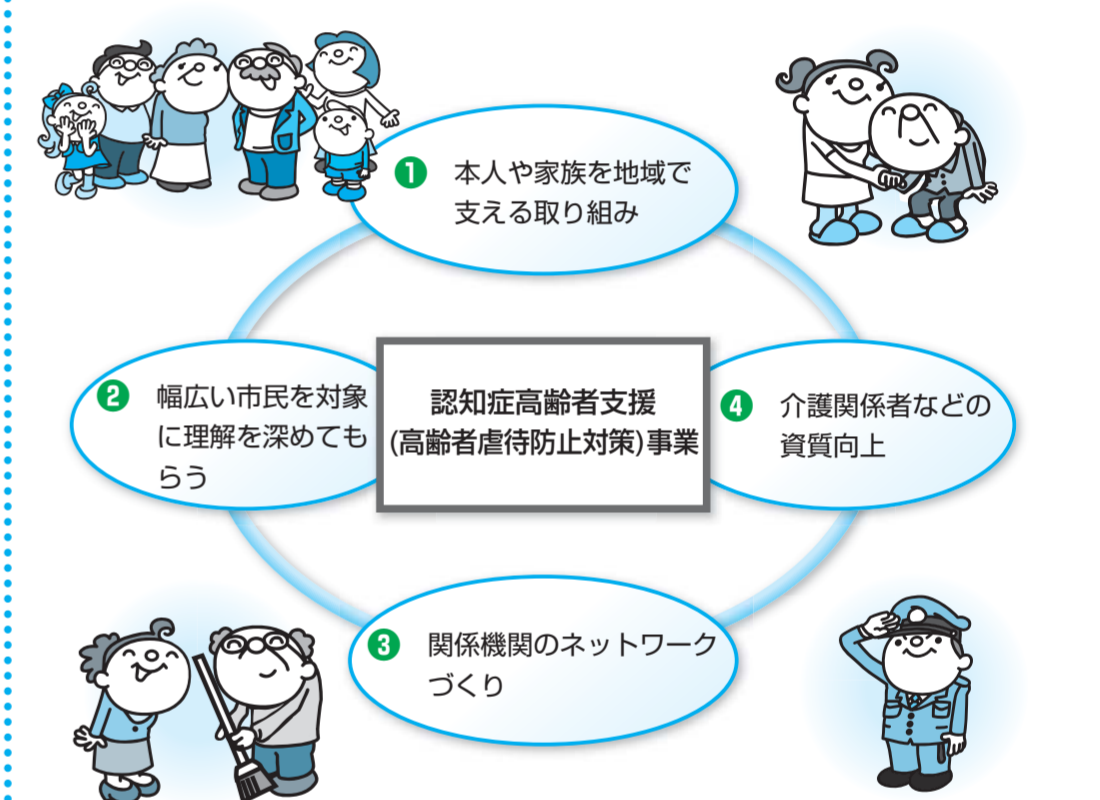 ❶ 本人や家族を地域で
支える取り組み
❷ 幅広い市民を対象
に理解を深めても
らう
認知症高齢者支援
(高齢者虐待防止対策)事業
❹ 介護関係者などの
資質向上
❸ 関係機関のネットワーク
づくり